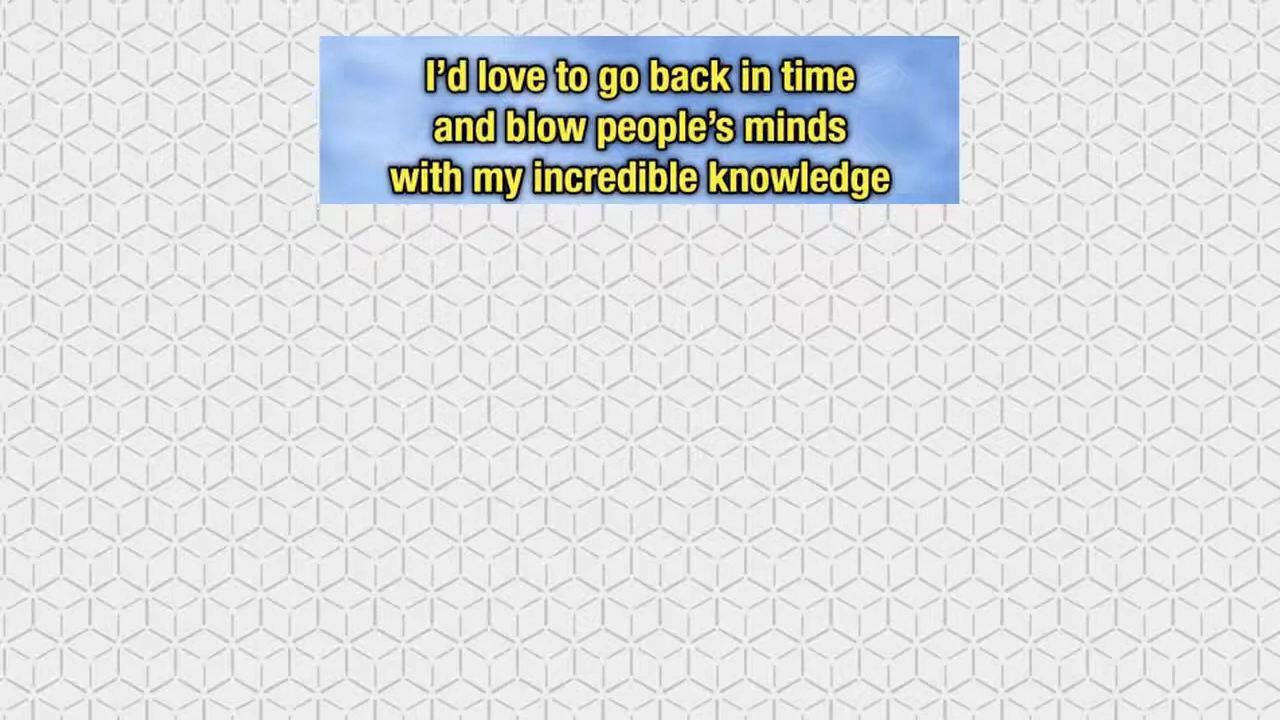 I’d love to go back in time
and blow people’s minds
with my incredible knowledge